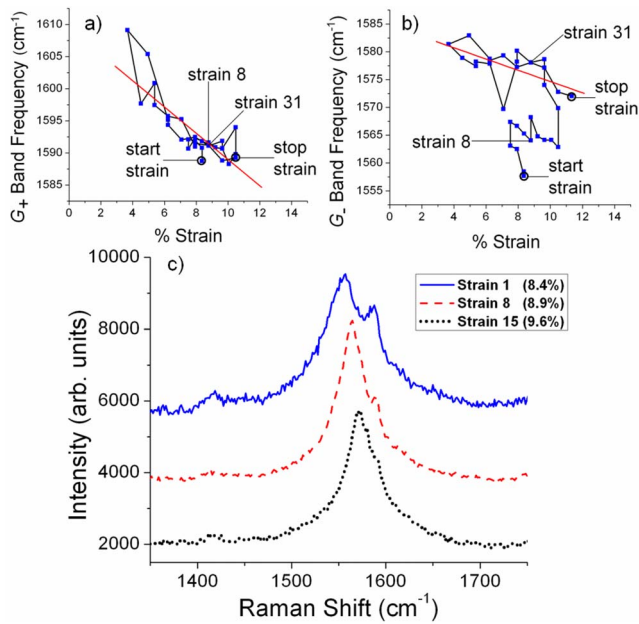 a)
G+ Band Frequency (cm-1)
1610
1605
1600
1595
1590
1585
strain 8
strain 31
start
strain
stop
strain
0 2 4 6 8 10 12 14
% Strain
b)
G- Band Frequency (cm-1)
1585
1580
1575
1570
1565
1560
1555
strain 31
stop
strain
strain 8
start
strain
0 2 4 6 8 10 12 14
% Strain
c)
Intensity (arb. units)
10000
8000
6000
4000
2000
Strain 1 (8.4%)
Strain 8 (8.9%)
Strain 15 (9.6%)
1400 1500 1600 1700
Raman Shift (cm-1)